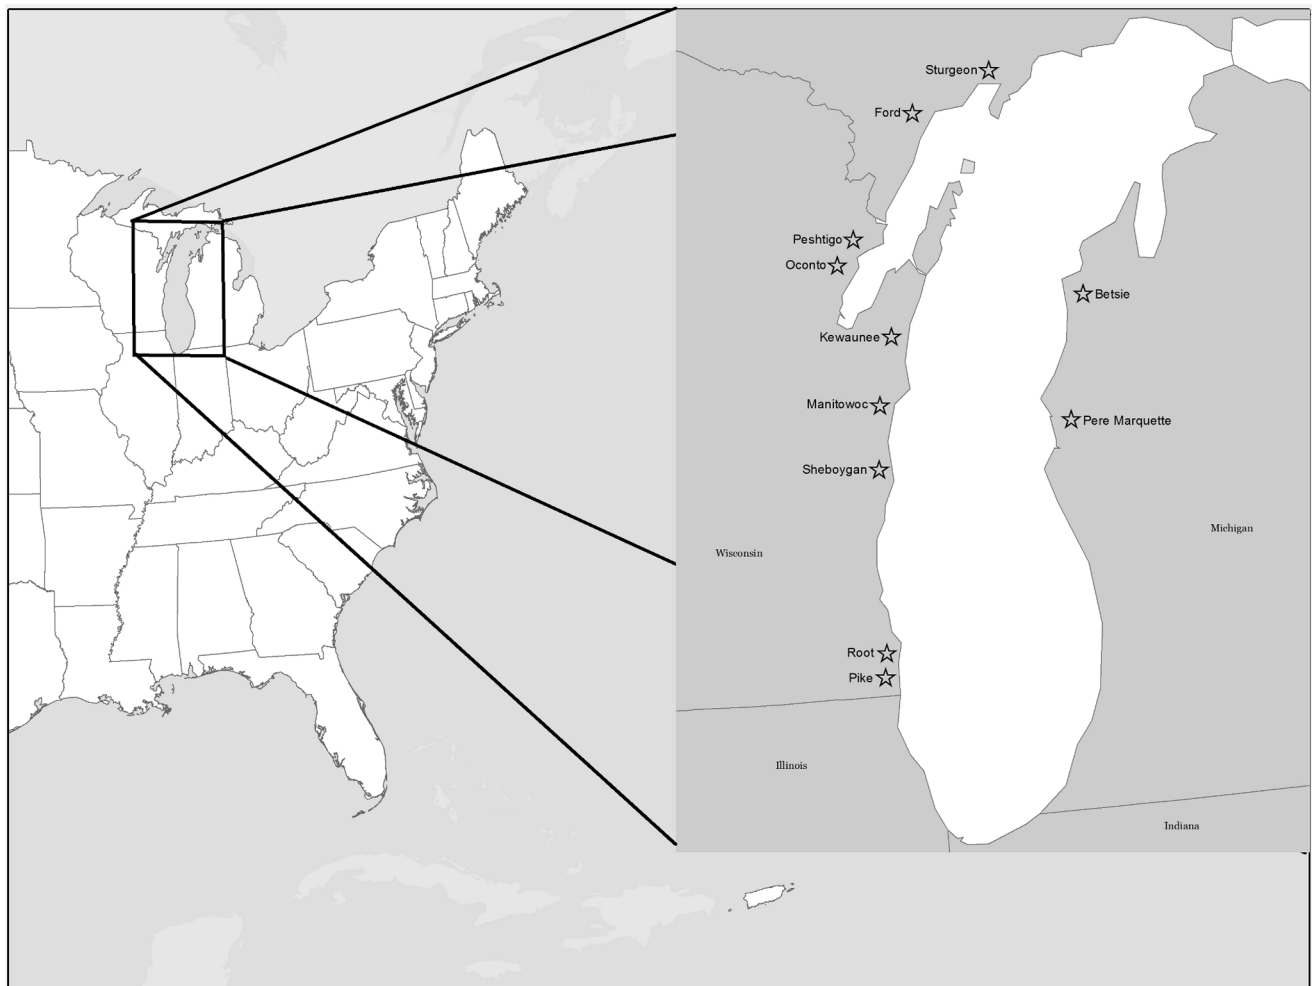 Sturgeon
Ford
Peshtigo
Oconto
Betsie
Kewaunee
Manitowoc
Pere Marquette
Sheboygan
Michigan
Wisconsin
Root
Pike
Illinois
Indiana